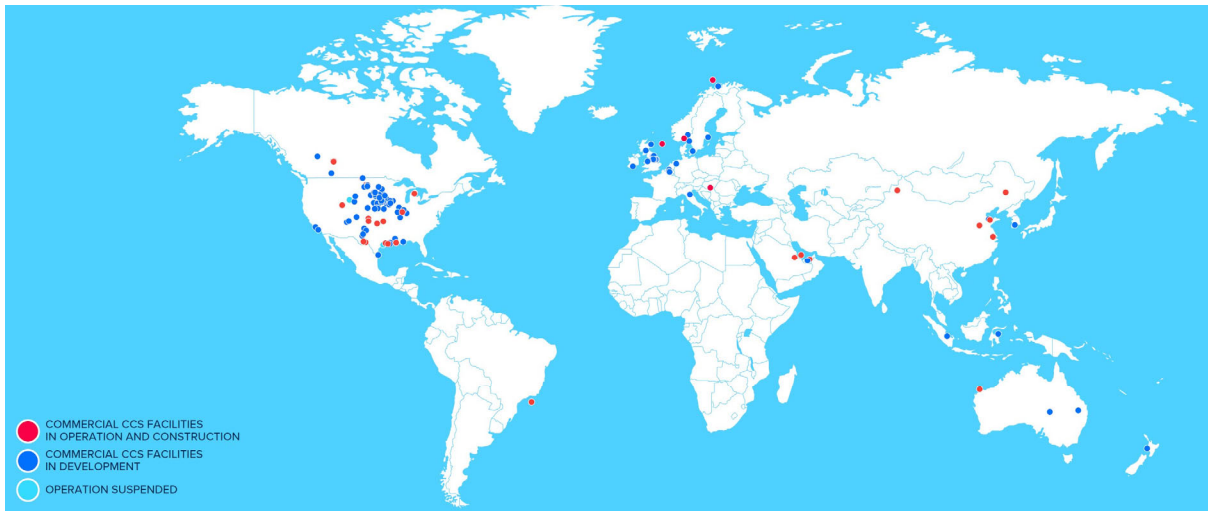 COMMERCIAL CCS FACILITIES
IN OPERATION AND CONSTRUCTION
COMMERCIAL CCS FACILITIES
IN DEVELOPMENT
OPERATION SUSPENDED